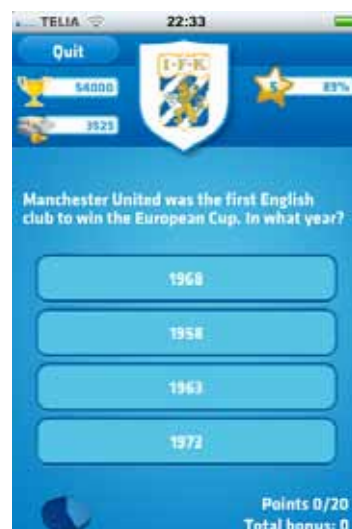 TELIA 22:33
Quit
I·F·K
54000 5 89%
3525
Manchester United was the first English
club to win the European Cup. In what year?
1968
1958
1963
1973
Points 0/20
Total bonus: 0